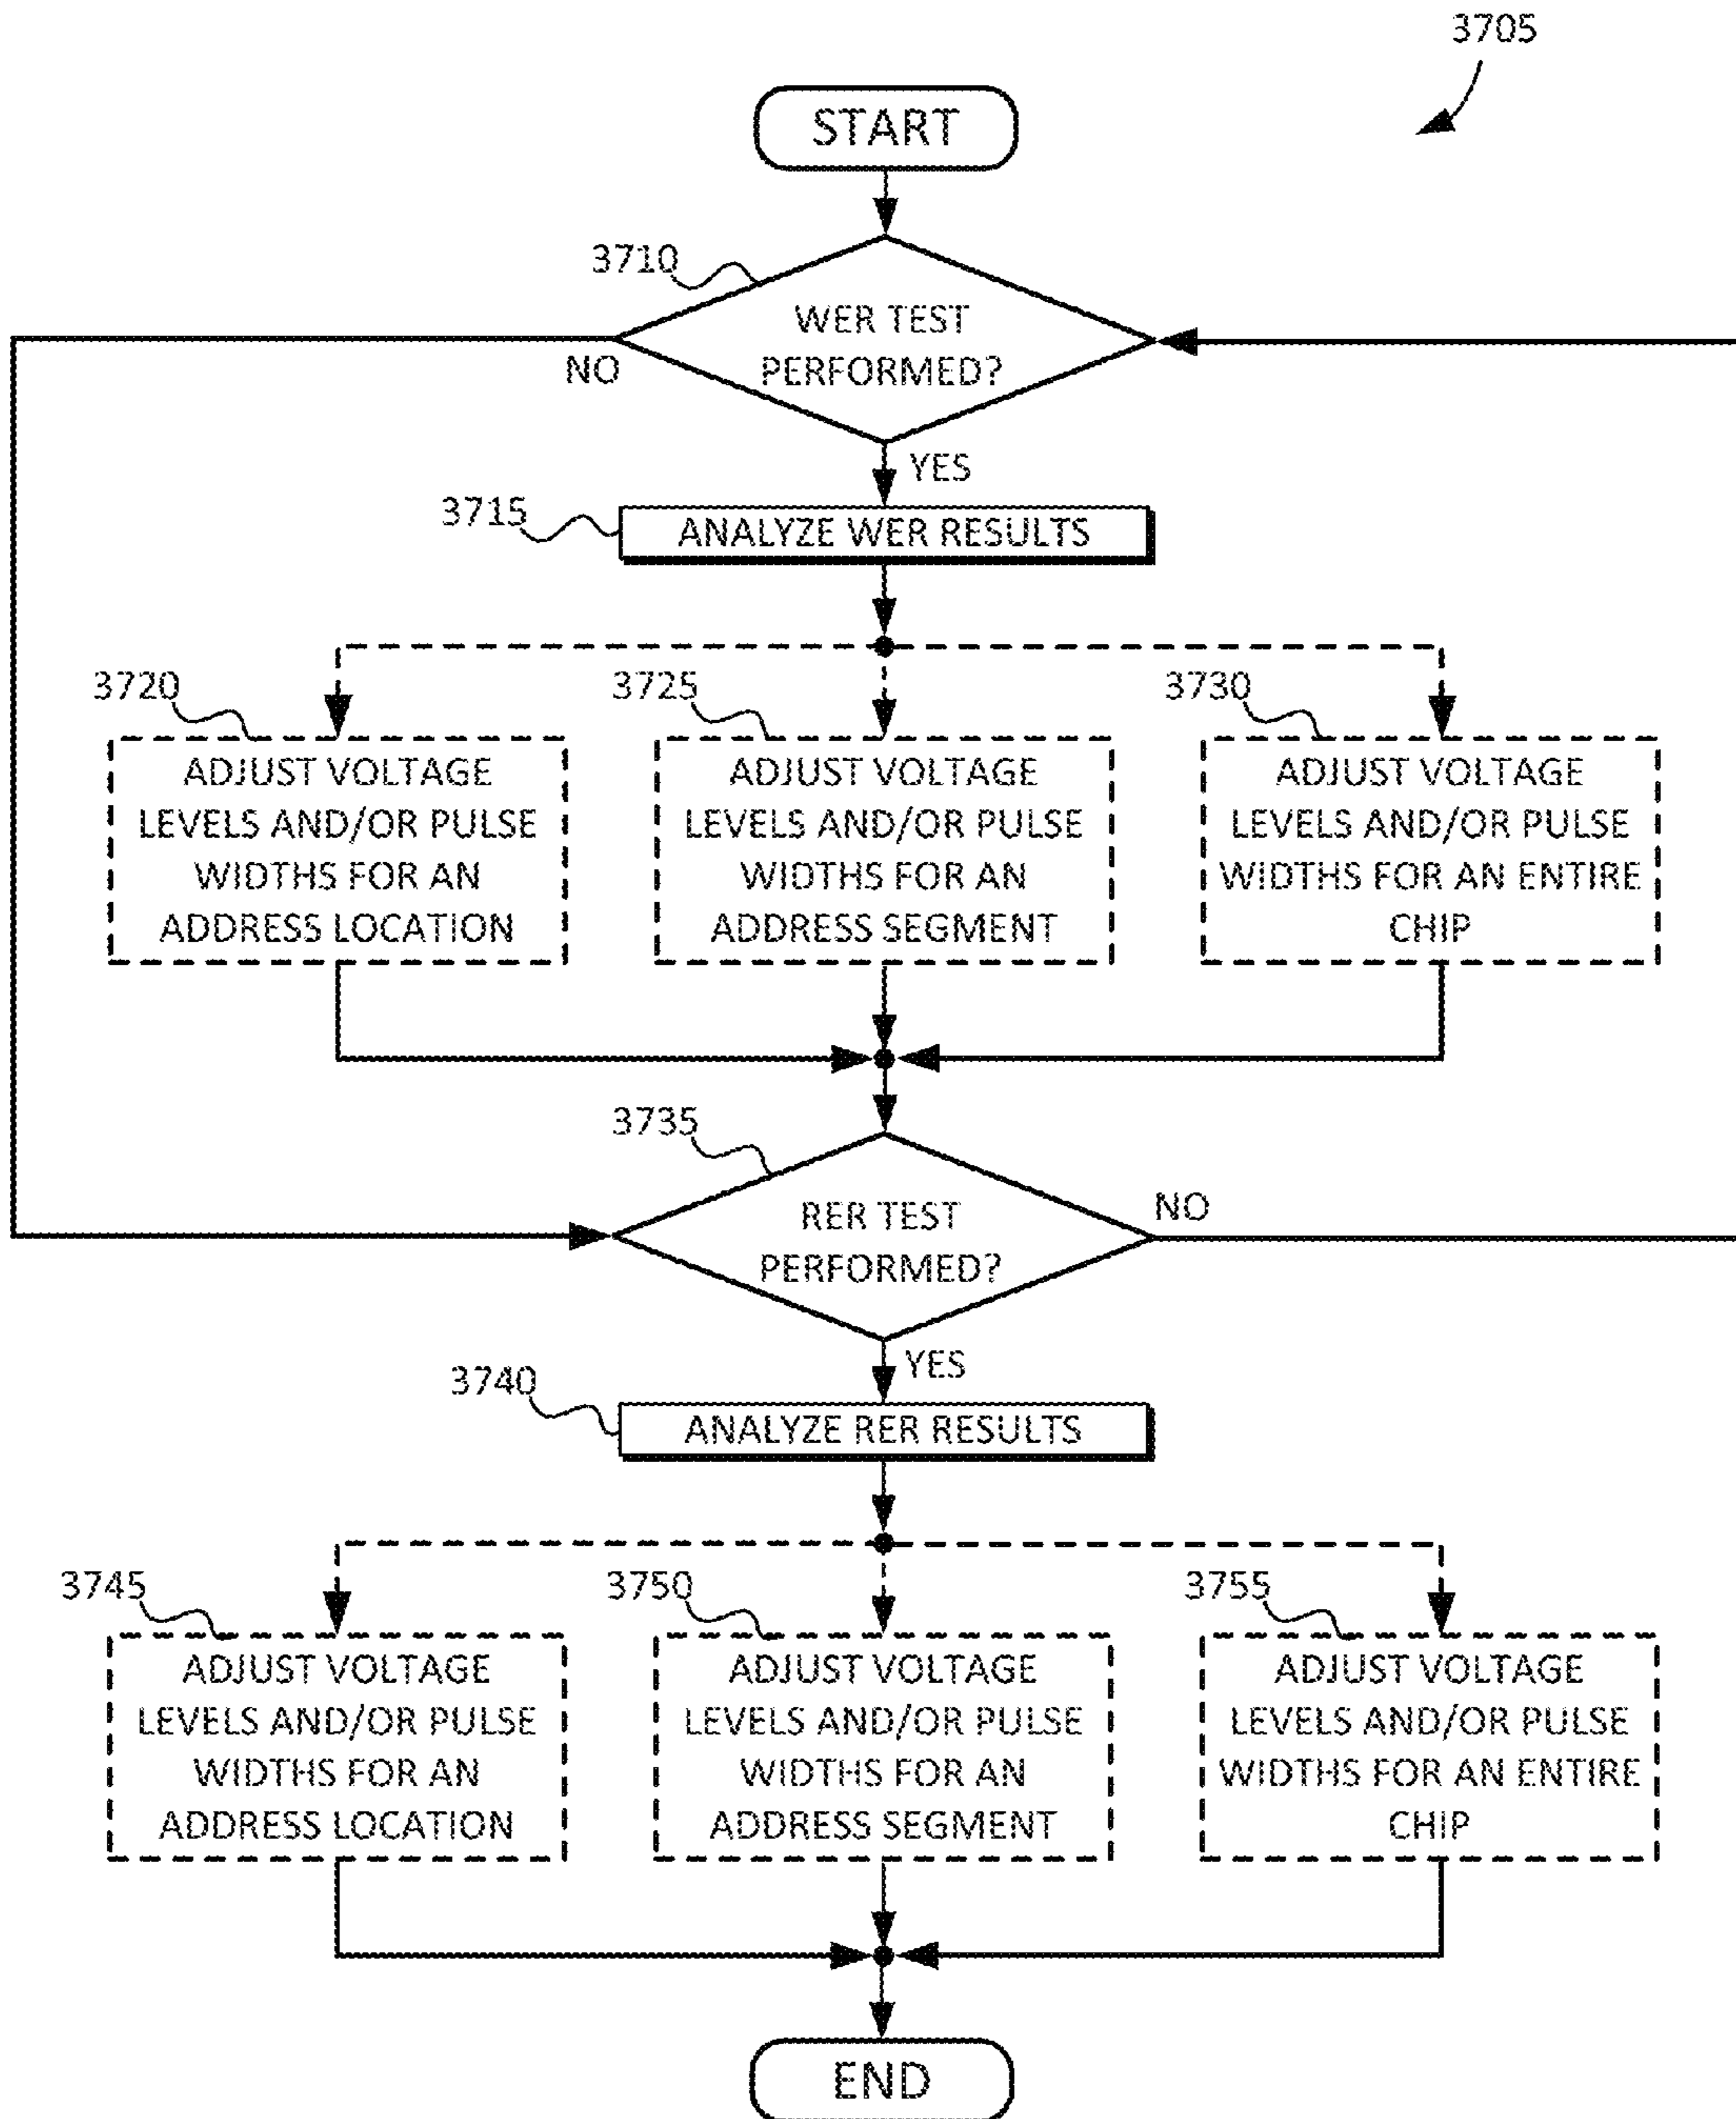 3705
START
3710
WER TEST
PERFORMED?
NO
YES
3715
ANALYZE WER RESULTS
3720
ADJUST VOLTAGE
LEVELS AND/OR PULSE
WIDTHS FOR AN
ADDRESS LOCATION
3725
ADJUST VOLTAGE
LEVELS AND/OR PULSE
WIDTHS FOR AN
ADDRESS SEGMENT
3730
ADJUST VOLTAGE
LEVELS AND/OR PULSE
WIDTHS FOR AN ENTIRE
CHIP
3735
RER TEST
PERFORMED?
NO
YES
3740
ANALYZE RER RESULTS
3745
ADJUST VOLTAGE
LEVELS AND/OR PULSE
WIDTHS FOR AN
ADDRESS LOCATION
3750
ADJUST VOLTAGE
LEVELS AND/OR PULSE
WIDTHS FOR AN
ADDRESS SEGMENT
3755
ADJUST VOLTAGE
LEVELS AND/OR PULSE
WIDTHS FOR AN ENTIRE
CHIP
END